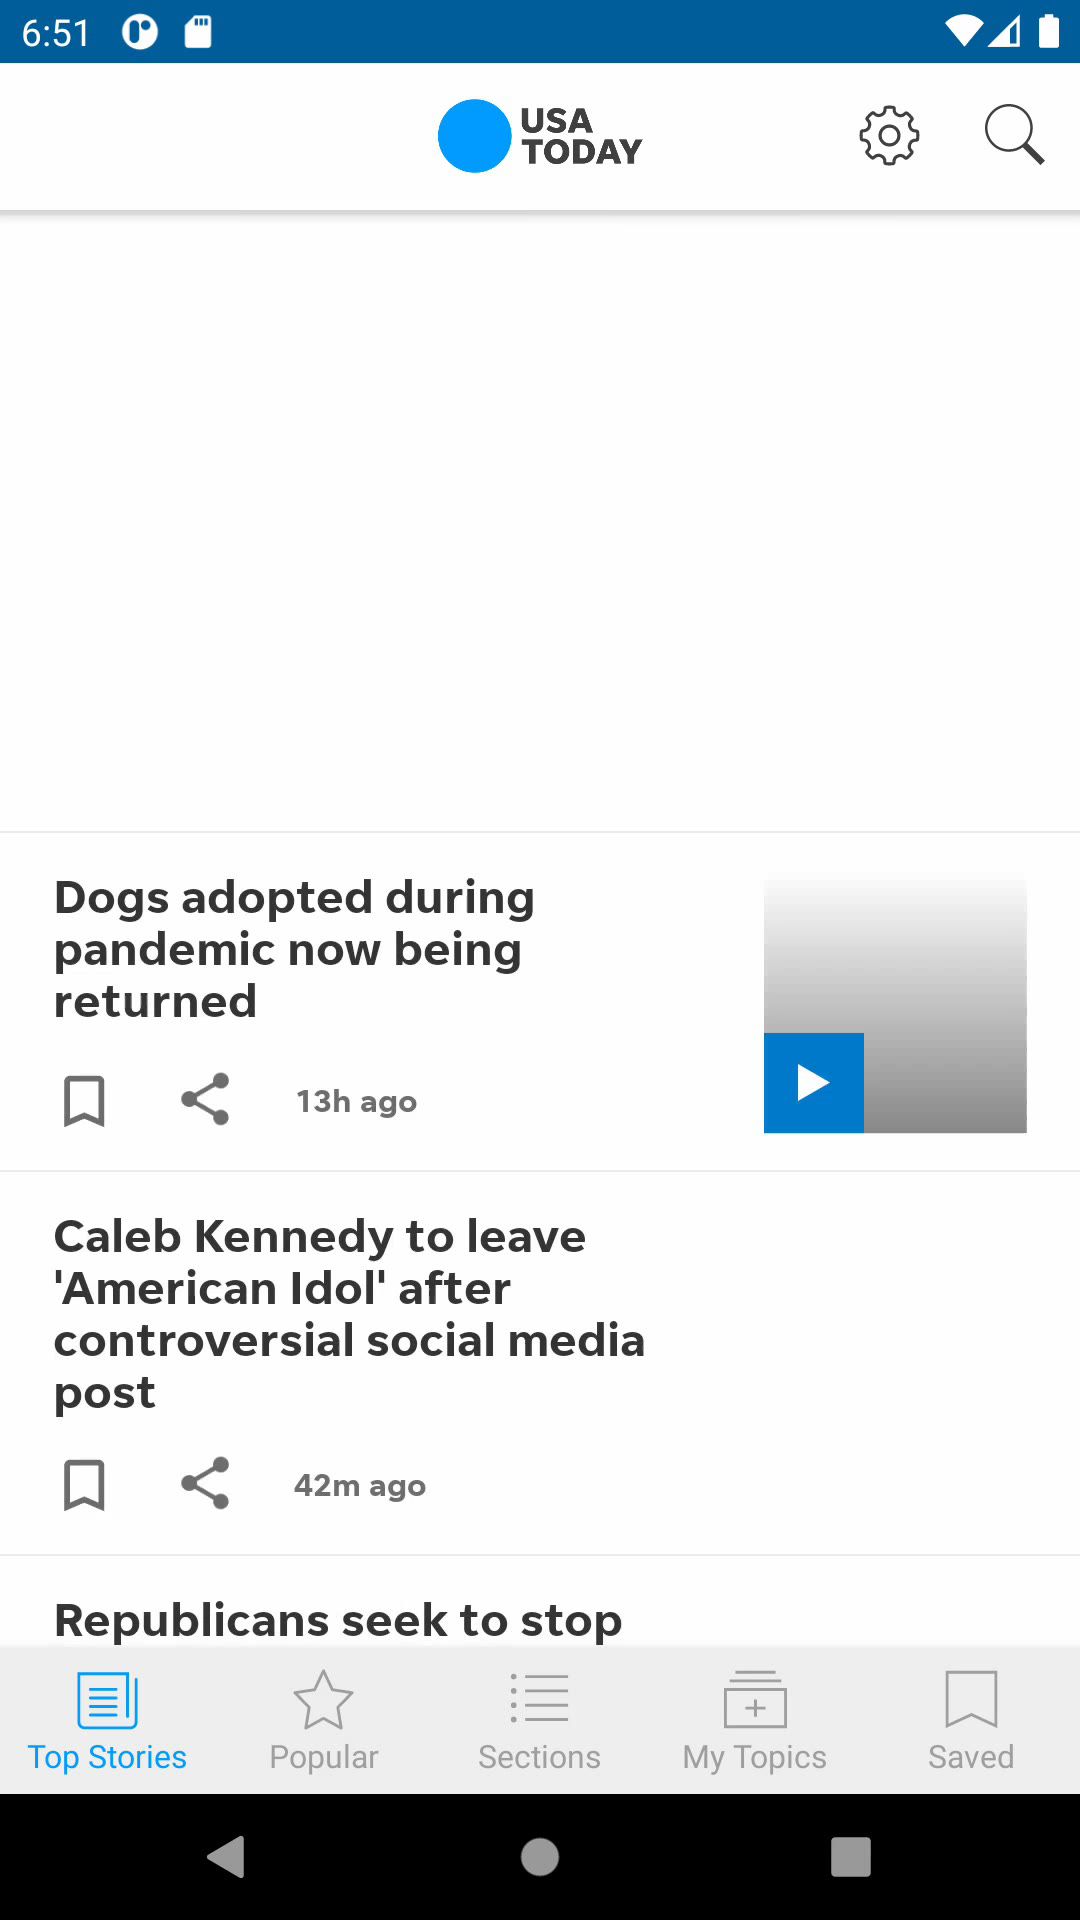 6:51
USA
TODAY
Dogs adopted during
pandemic now being
returned
13h ago
Caleb Kennedy to leave
'American Idol' after
controversial social media
post
42m ago
Republicans seek to stop
Top Stories
Popular
Sections
My Topics
Saved